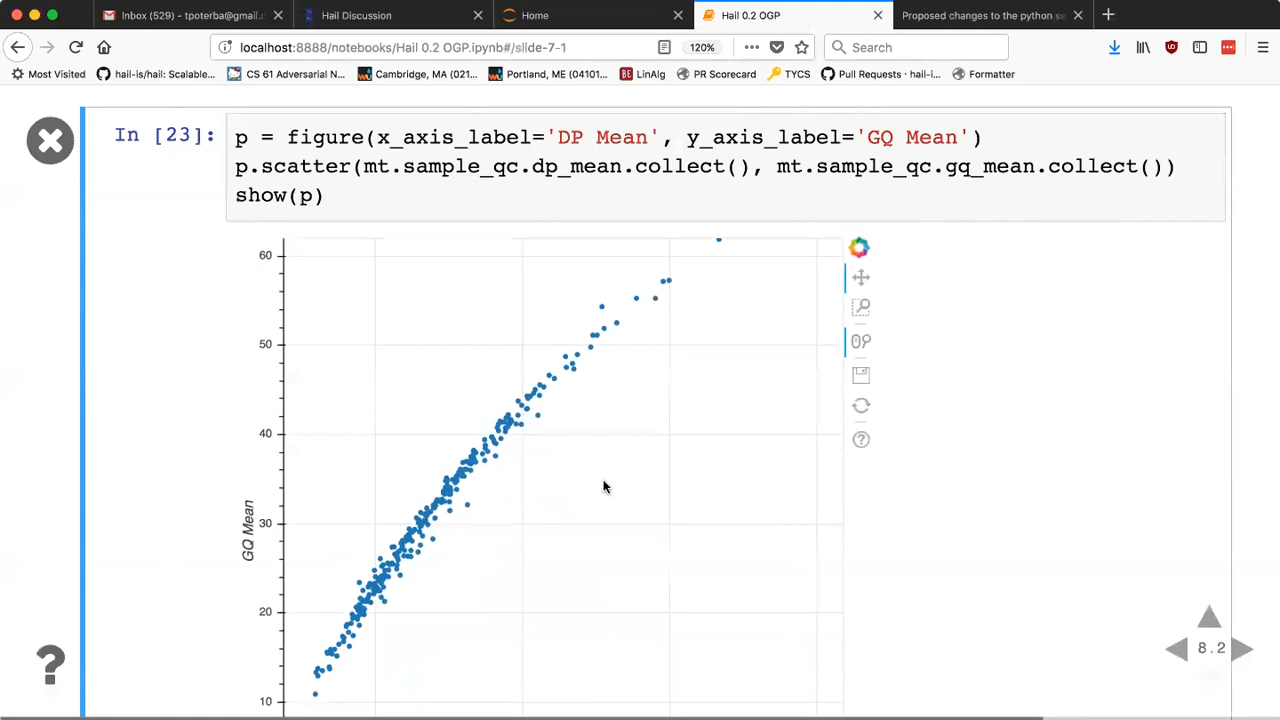 Inbox (529) - tpoterba@gmail.c
Hail Discussion
Home
Hail 0.2 OGP
Proposed changes to the python se
localhost:8888/notebooks/Hail 0.2 OGP.ipynb#/slide-7-1
120%
Search
Most Visited
hail-is/hail: Scalable...
CS 61 Adversarial N...
Cambridge, MA (021...
Portland, ME (04101...
LinAlg
PR Scorecard
TYCS
Pull Requests · hail-i...
Formatter
In [23]:
p = figure(x_axis_label='DP Mean', y_axis_label='GQ Mean')
p.scatter(mt.sample_qc.dp_mean.collect(), mt.sample_qc.gq_mean.collect())
show(p)
60
50
40
30
20
10
GQ Mean
8.2